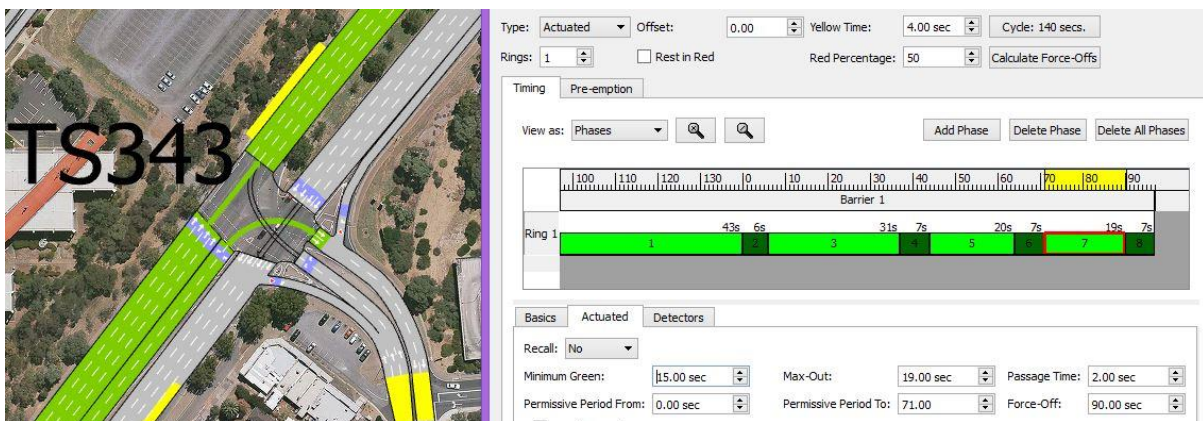 TS343
Type: Actuated Offset: 0.00 Yellow Time: 4.00 sec Cycle: 140 secs.
Rings: 1 Rest in Red Red Percentage: 50 Calculate Force-Offs
Timing Pre-emption
View as: Phases Add Phase Delete Phase Delete All Phases
100 110 120 130 0 10 20 30 40 50 60 70 80 90
Barrier 1
43s 6s 31s 7s 20s 7s 19s 7s
Ring 1 1 2 3 4 5 6 7 8
Basics Actuated Detectors
Recall: No
Minimum Green: 15.00 sec Max-Out: 19.00 sec Passage Time: 2.00 sec
Permissive Period From: 0.00 sec Permissive Period To: 71.00 Force-Off: 90.00 sec